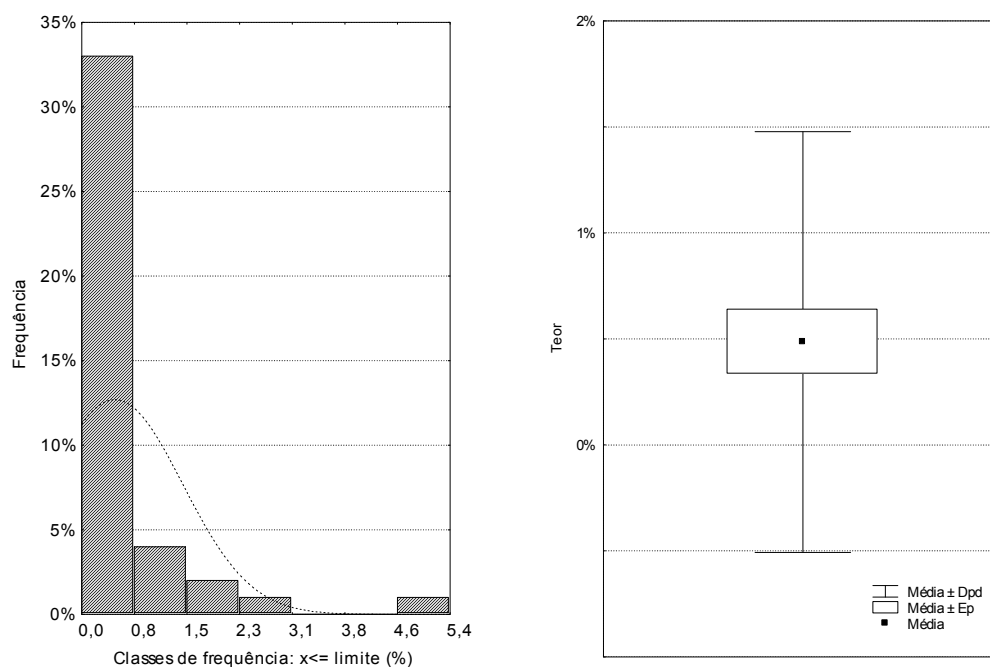 35%
30%
25%
20%
15%
10%
5%
0%
Frequência
0,0 0,8 1,5 2,3 3,1 3,8 4,6 5,4
Classes de frequência: x<= limite (%)
2%
1%
0%
Teor
Média ± Dpd
Média ± Ep
Média